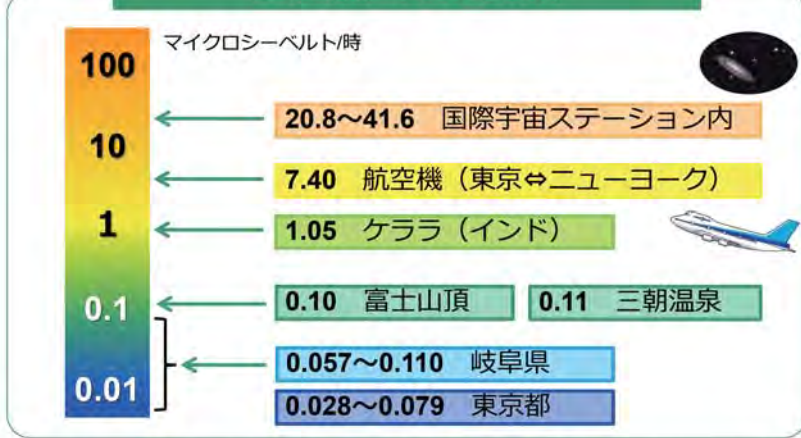 マイクロシーベルト/時
100
20.8～41.6 国際宇宙ステーション内
10
7.40 航空機（東京⇔ニューヨーク）
1
1.05 ケララ（インド）
0.1
0.10 富士山頂
0.11 三朝温泉
0.057～0.110 岐阜県
0.01
0.028～0.079 東京都